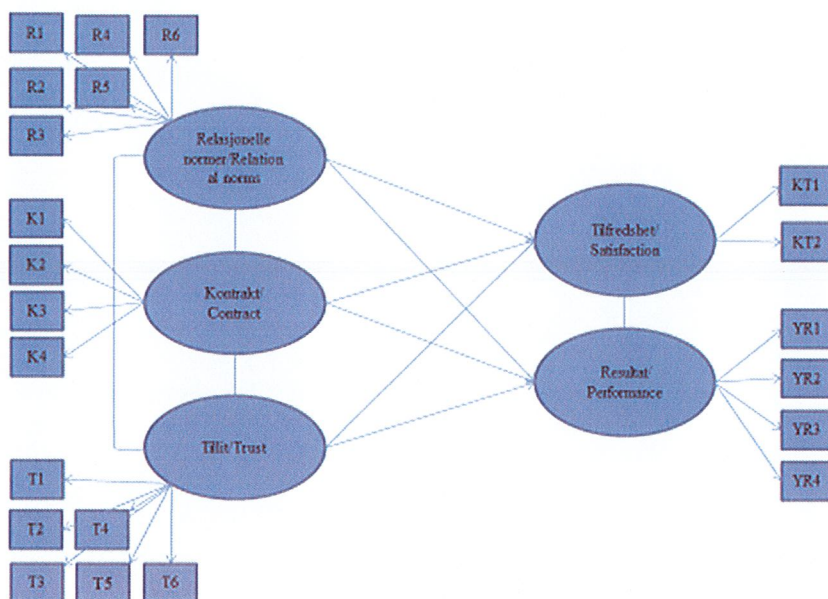 R1
R4
R6
R2
R5
R3
Relasjonelle
normer/Relation
al norms
K1
K2
K3
K4
Kontrakt/
Contract
Tillit/Trust
T1
T2
T4
T3
T5
T6
Tilfredshet/
Satisfaction
KT1
KT2
Resultat/
Performance
YR1
YR2
YR3
YR4